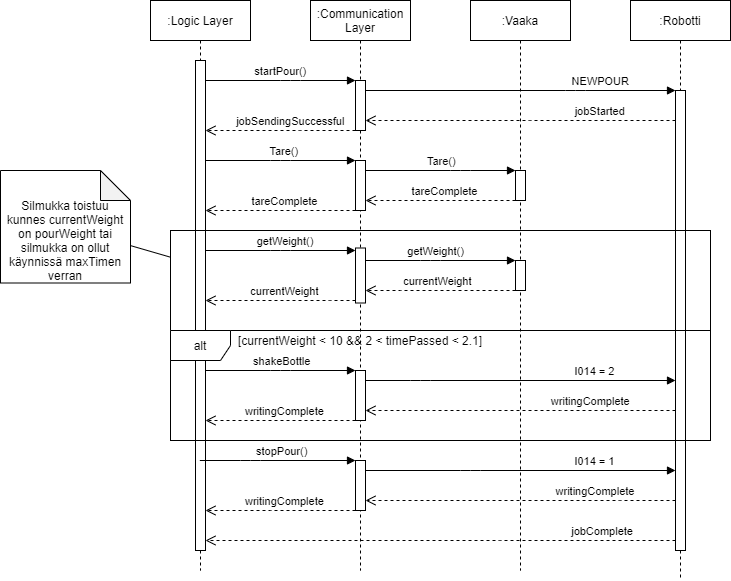 :Logic Layer
:Communication
Layer
:Vaaka
:Robotti
startPour()
NEWPOUR
jobStarted
jobSendingSuccessful
Tare()
Tare()
tareComplete
tareComplete
Silmukka toistuu
kunnes currentWeight
on pourWeight tai
silmukka on ollut
käynnissä maxTimen
verran
getWeight()
getWeight()
currentWeight
currentWeight
alt
[currentWeight < 10 && 2 < timePassed < 2.1]
shakeBottle
I014 = 2
writingComplete
writingComplete
stopPour()
I014 = 1
writingComplete
writingComplete
jobComplete